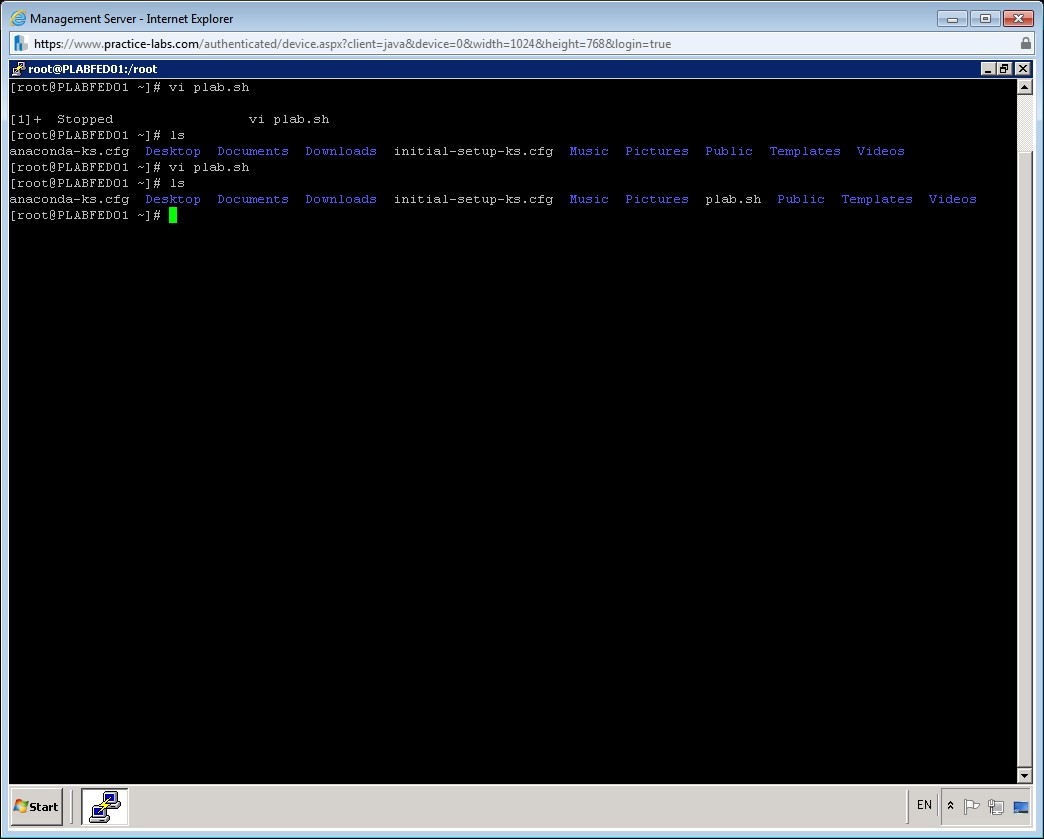 Management Server - Internet Explorer
https://www.practice-labs.com/authenticated/device.aspx?client=java&device=0&width=1024&height=768&login=true
root@PLABFED01:/root
[root@PLABFED01 ~]# vi plab.sh
[1]+  Stopped                 vi plab.sh
[root@PLABFED01 ~]# ls
anaconda-ks.cfg  Desktop  Documents  Downloads  initial-setup-ks.cfg  Music  Pictures  Public  Templates  Videos
[root@PLABFED01 ~]# vi plab.sh
[root@PLABFED01 ~]# ls
anaconda-ks.cfg  Desktop  Documents  Downloads  initial-setup-ks.cfg  Music  Pictures  plab.sh  Public  Templates  Videos
[root@PLABFED01 ~]#
Start
EN